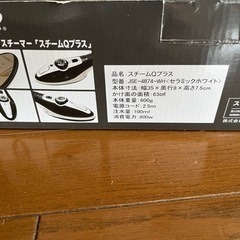 スチーマー「スチームQプラス」
品名：スチームQプラス
型番：JSE-4874-WH<セラミックホワイト>
本体寸法：幅35×奥行8×高さ7.5cm
かけ面の面積：63㎠
本体重量：600g
電源コード：2.5m
注水量：100ml
消費電力：800w
株式会